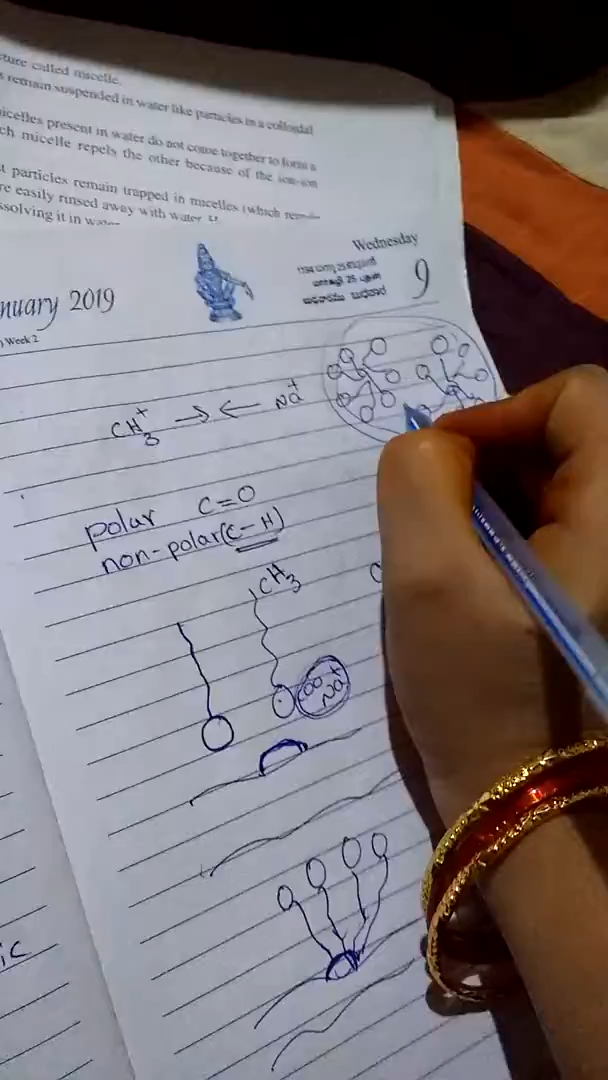 ture called micelle.
s remain suspended in water like particles in a colloidal
icelles present in water do not come together to form a
ch micelle repels the other because of the ion-ion
t particles remain trapped in micelles (which
re easily rinsed away with water.
ssolving it in water
Wednesday
nuary 2019
9
Week 2
CH3+ → ← Na+
polar C=O
non-polar(C-H)
CH3
COO
Na+
ic